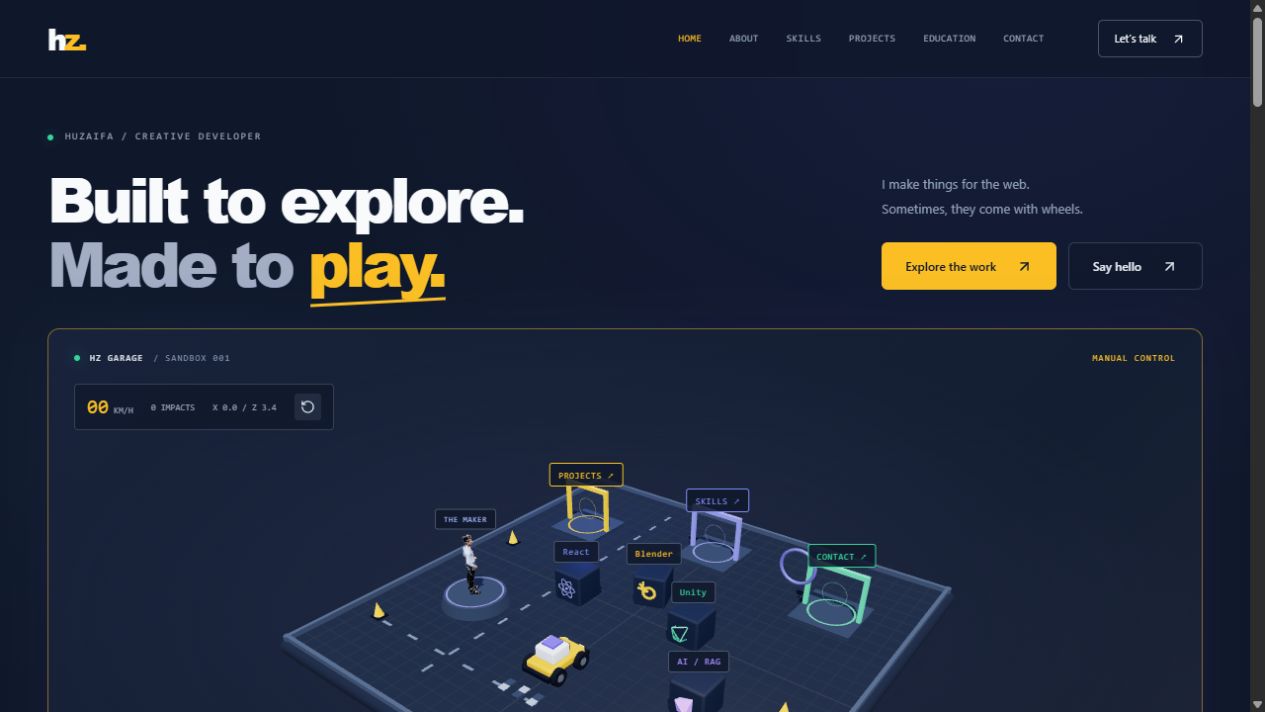 hz.
HOME ABOUT SKILLS PROJECTS EDUCATION CONTACT Let's talk ↗
HUZAIFA / CREATIVE DEVELOPER
Built to explore.
Made to play.
I make things for the web.
Sometimes, they come with wheels.
Explore the work ↗
Say hello ↗
HZ GARAGE / SANDBOX 001
MANUAL CONTROL
00 KM/H 0 IMPACTS X 0.0 / Z 3.4
PROJECTS ↗
SKILLS ↗
THE MAKER
React
Blender
CONTACT ↗
Unity
AI / RAG